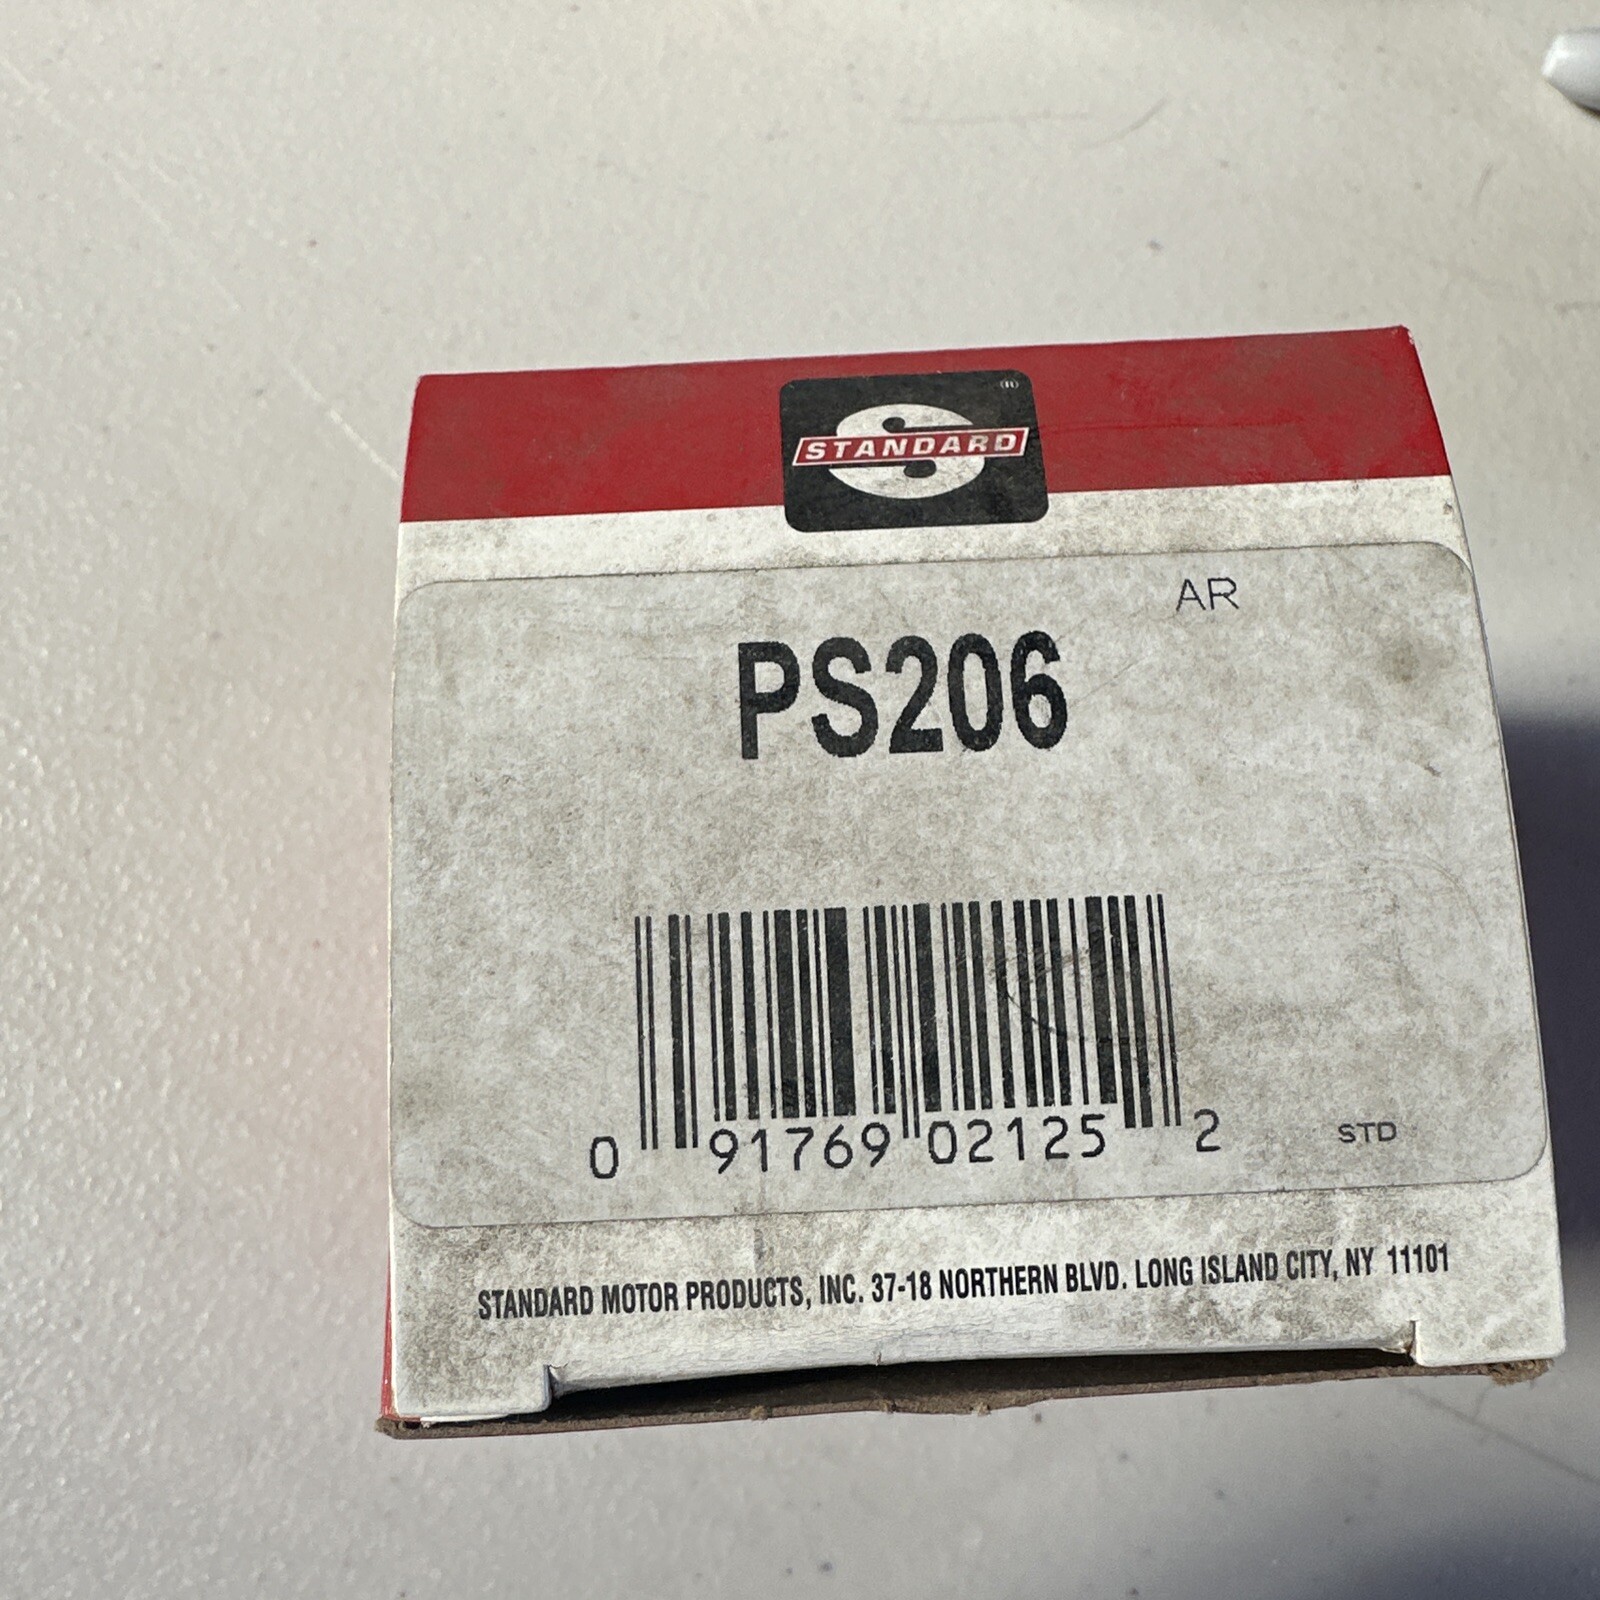 STANDARD ®
AR
PS206
0 91769 02125 2
STD
STANDARD MOTOR PRODUCTS, INC. 37-18 NORTHERN BLVD. LONG ISLAND CITY, NY 11101